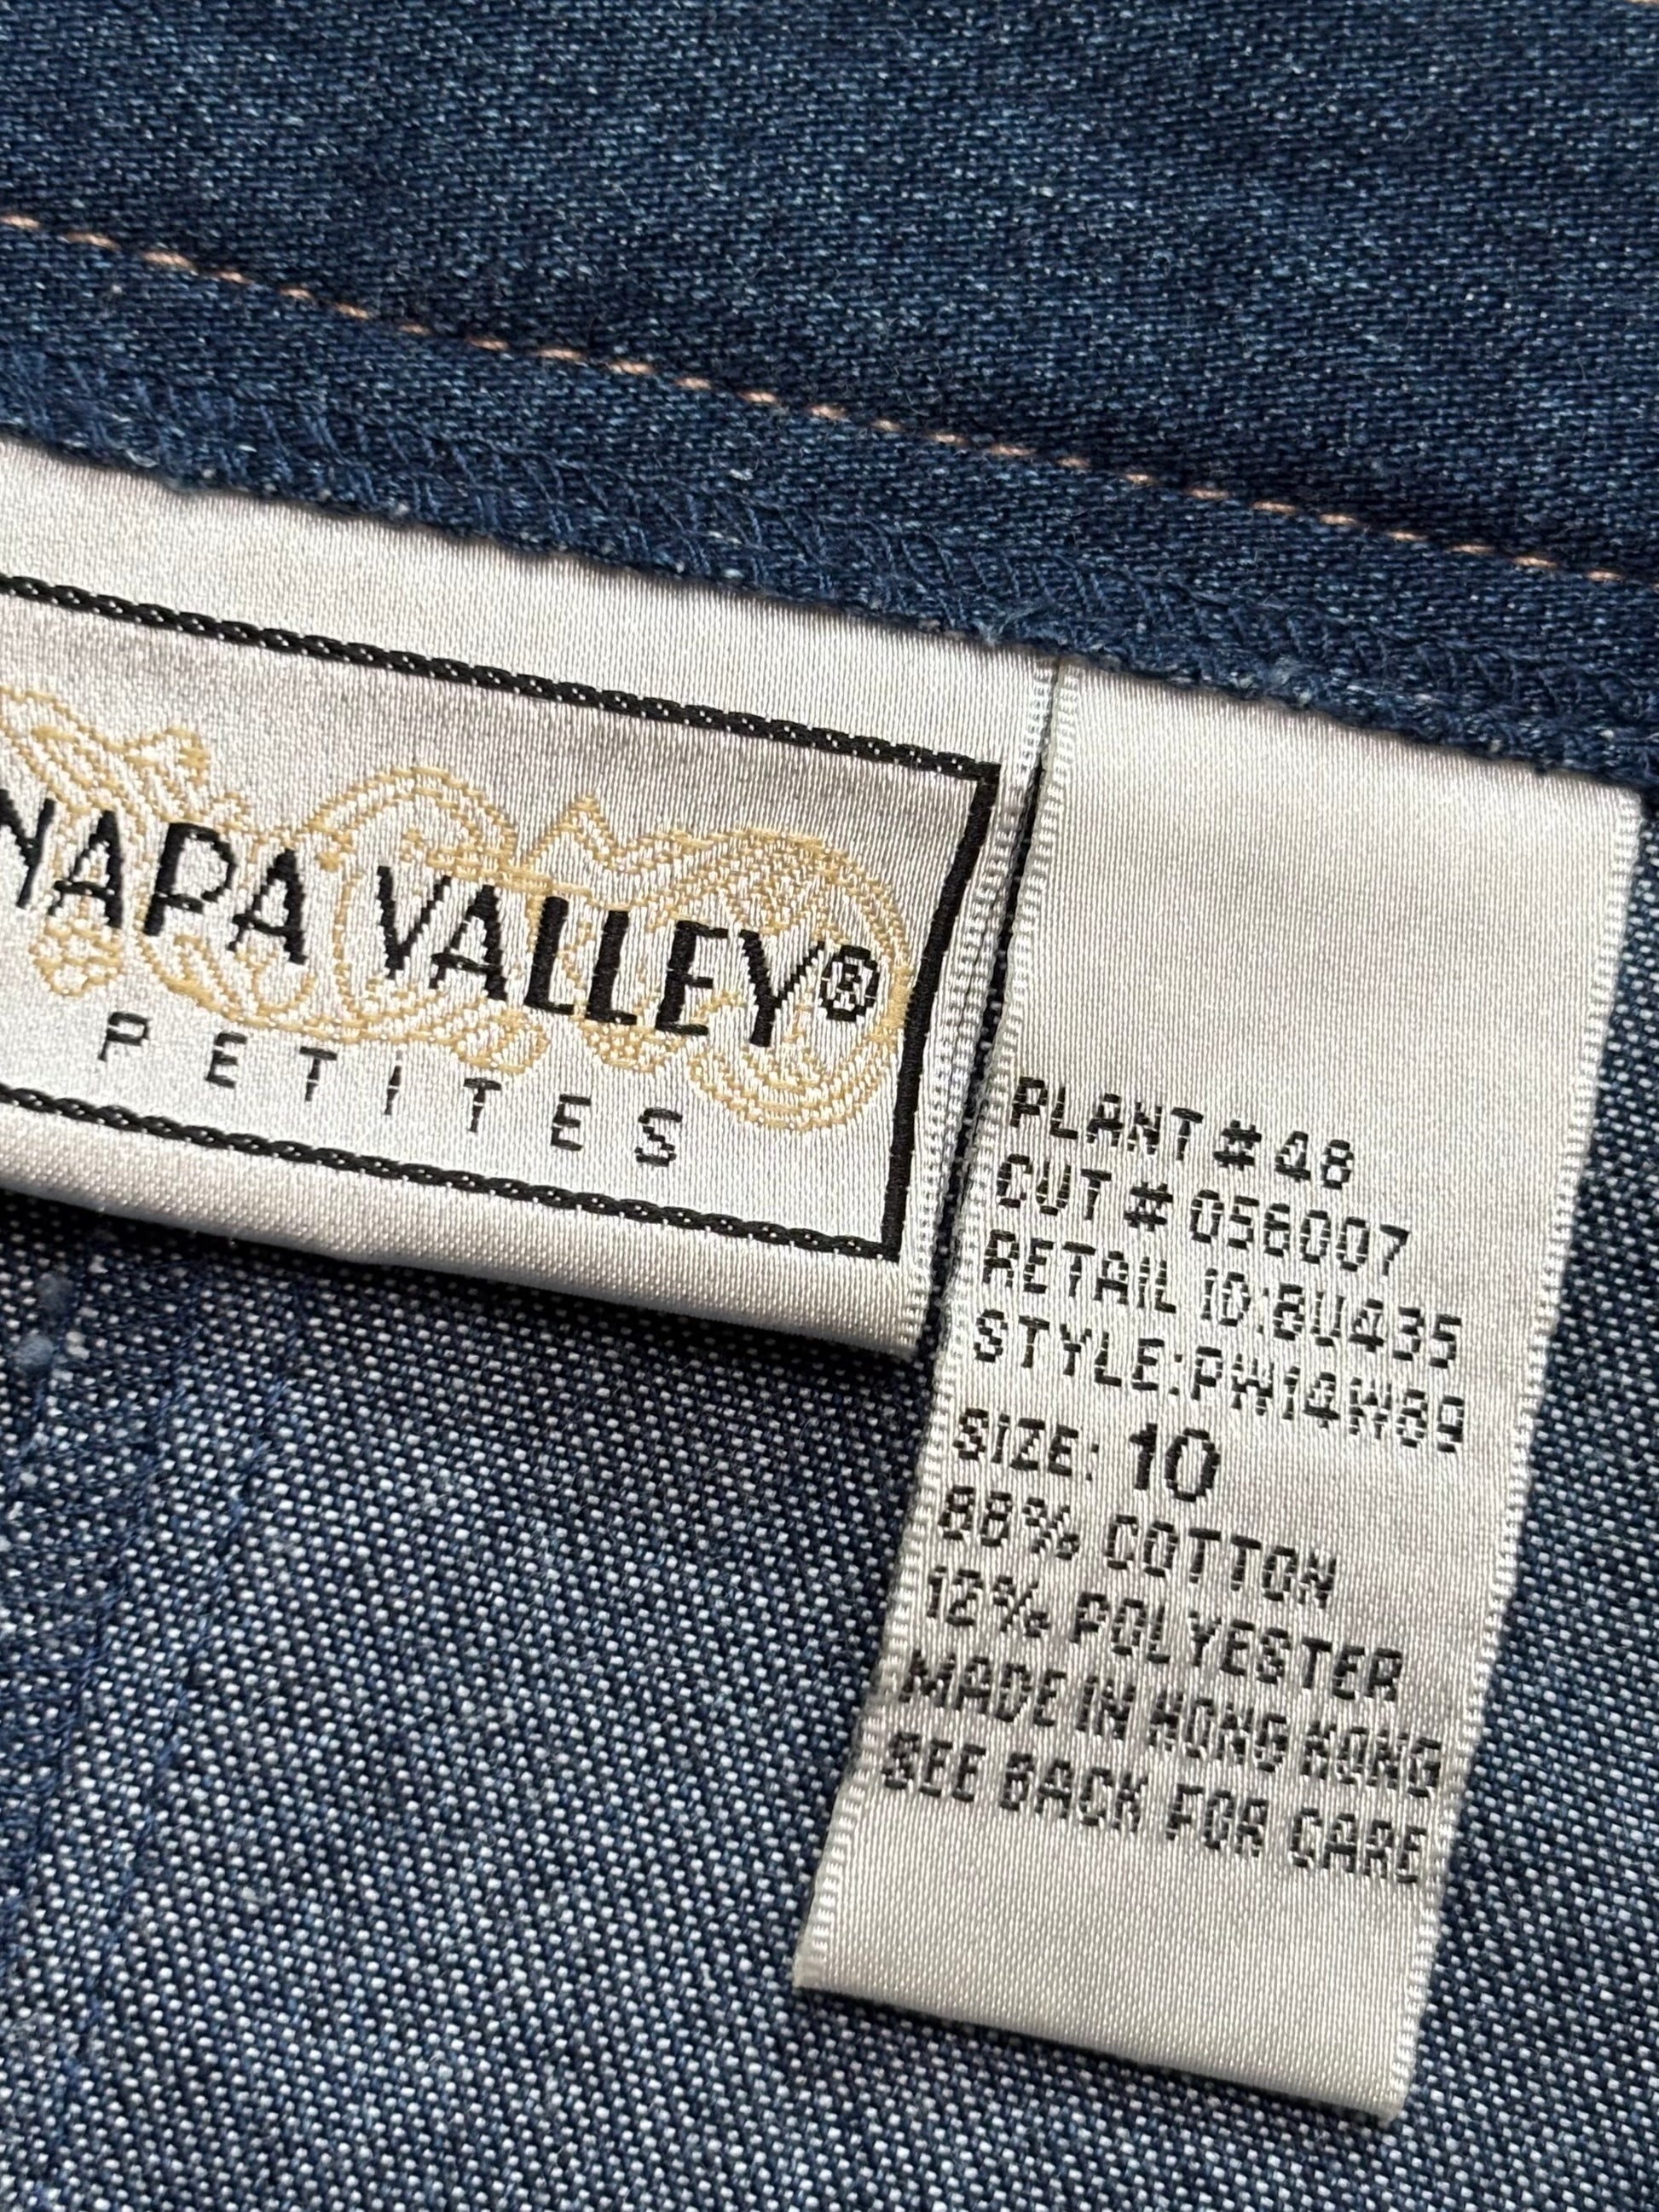 NAPA VALLEY®
PETITES
PLANT # 48
CUT # 056007
RETAIL ID:BU435
STYLE:PW14W89
SIZE: 10
88% COTTON
12% POLYESTER
MADE IN HONG KONG
SEE BACK FOR CARE